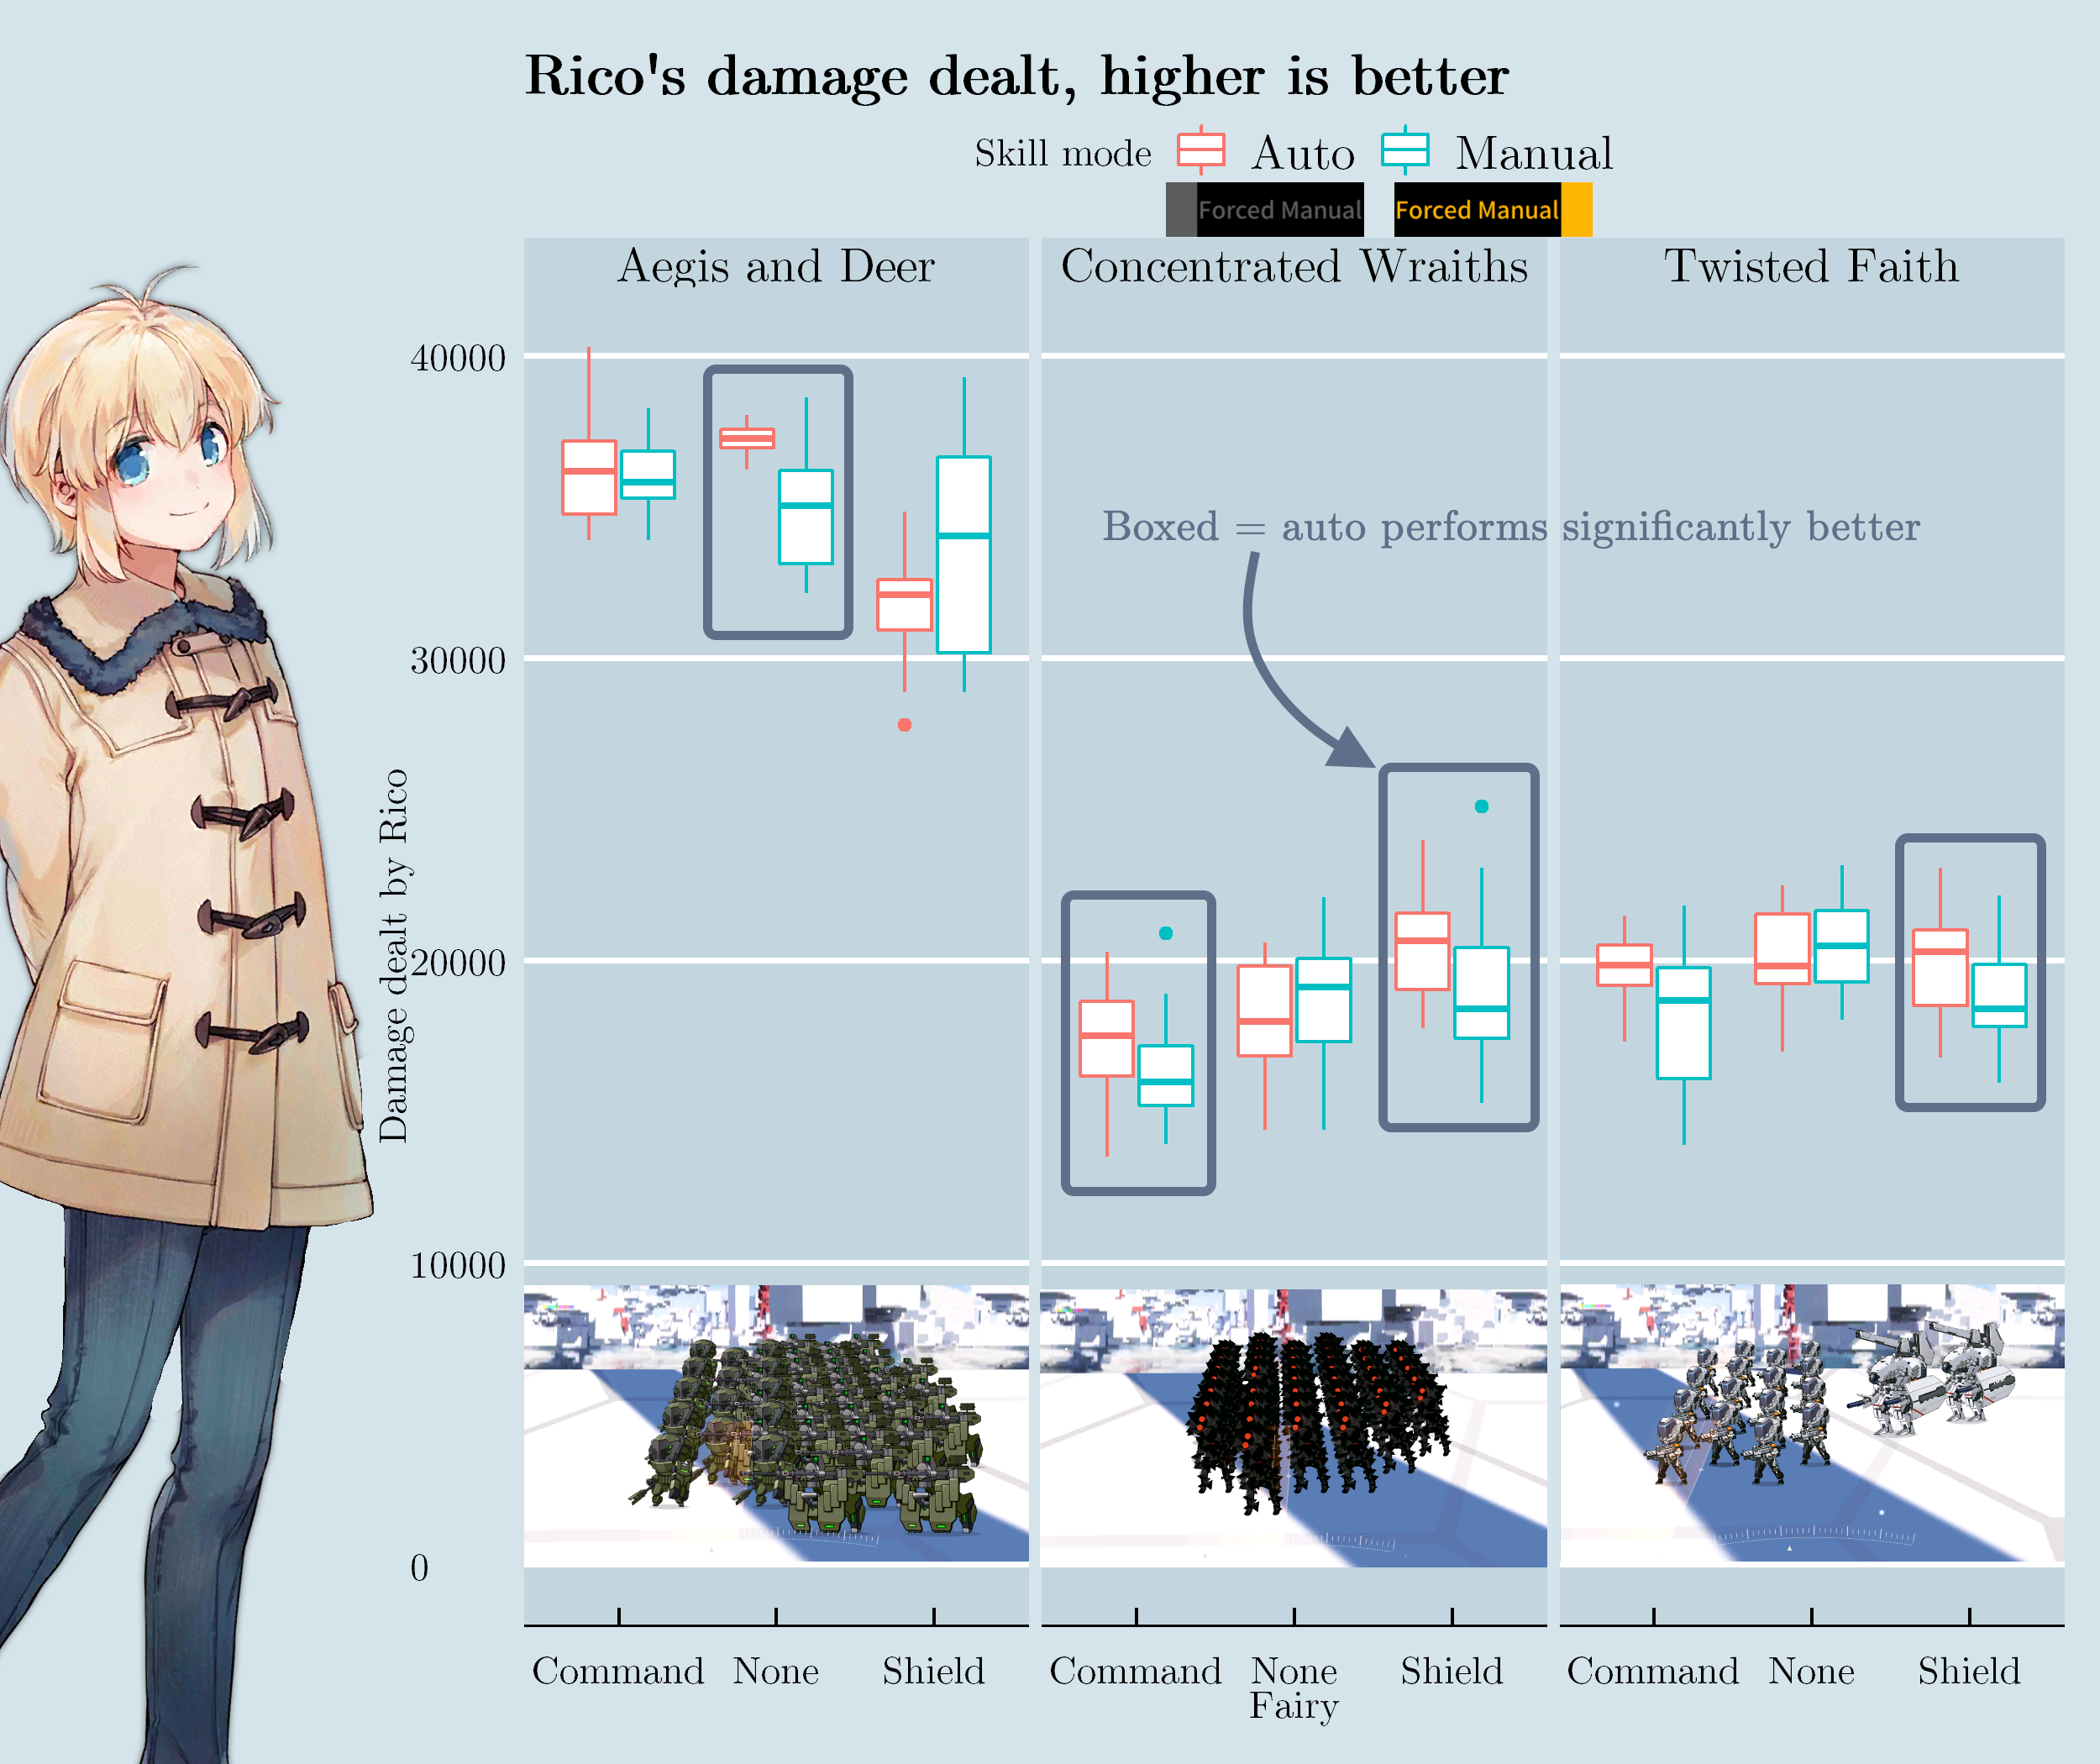 Rico's damage dealt, higher is better
Skill mode Auto Manual
Forced Manual Forced Manual
Aegis and Deer Concentrated Wraiths Twisted Faith
40000
Boxed = auto performs significantly better
30000
Damage dealt by Rico
20000
10000
0
Command None Shield Command None Shield Command None Shield
Fairy